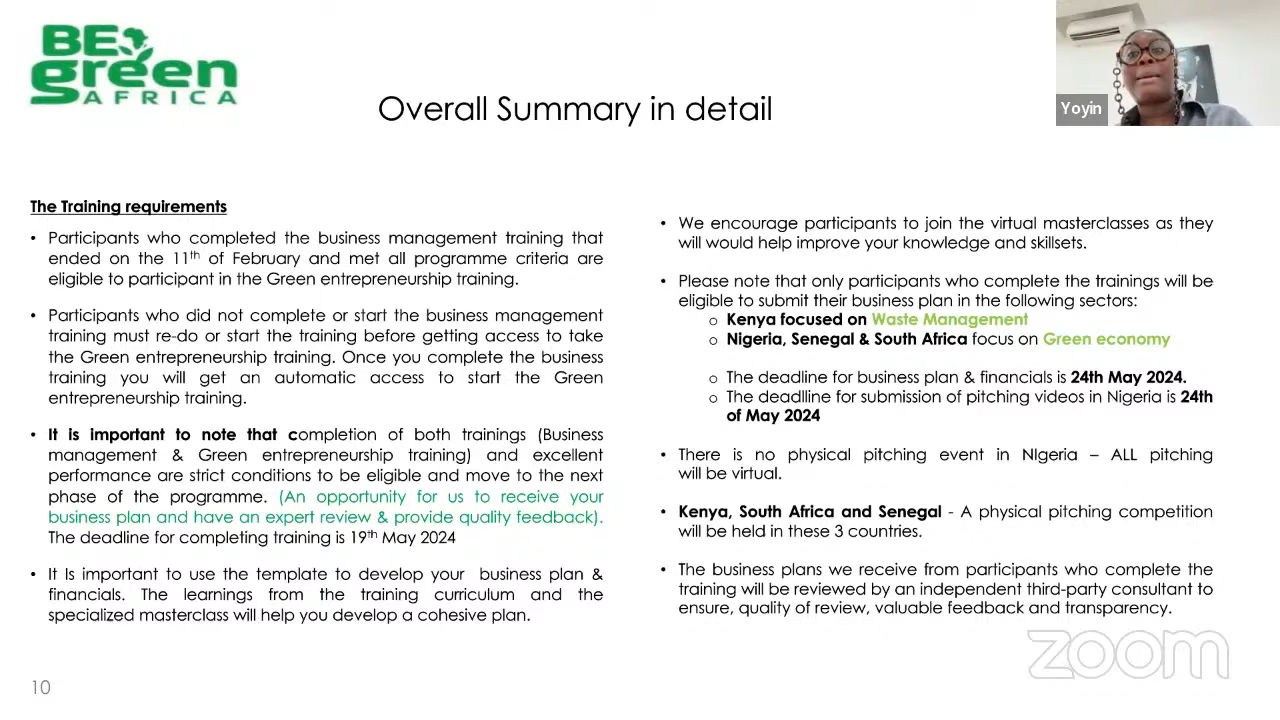 BE
green
AFRICA
Overall Summary in detail
Yoyin
The Training requirements
• Participants who completed the business management training that
ended on the 11th of February and met all programme criteria are
eligible to participant in the Green entrepreneurship training.
• Participants who did not complete or start the business management
training must re-do or start the training before getting access to take
the Green entrepreneurship training. Once you complete the business
training you will get an automatic access to start the Green
entrepreneurship training.
• It is important to note that completion of both trainings (Business
management & Green entrepreneurship training) and excellent
performance are strict conditions to be eligible and move to the next
phase of the programme. (An opportunity for us to receive your
business plan and have an expert review & provide quality feedback).
The deadline for completing training is 19th May 2024
• It Is important to use the template to develop your business plan &
financials. The learnings from the training curriculum and the
specialized masterclass will help you develop a cohesive plan.
• We encourage participants to join the virtual masterclasses as they
will would help improve your knowledge and skillsets.
• Please note that only participants who complete the trainings will be
eligible to submit their business plan in the following sectors:
o Kenya focused on Waste Management
o Nigeria, Senegal & South Africa focus on Green economy
o The deadline for business plan & financials is 24th May 2024.
o The deadlline for submission of pitching videos in Nigeria is 24th
of May 2024
• There is no physical pitching event in NIgeria – ALL pitching
will be virtual.
• Kenya, South Africa and Senegal - A physical pitching competition
will be held in these 3 countries.
• The business plans we receive from participants who complete the
training will be reviewed by an independent third-party consultant to
ensure, quality of review, valuable feedback and transparency.
zoom
10